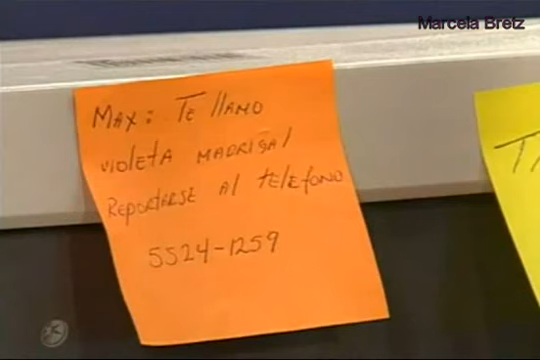 Marcela Bretz
Max: Te llamo
violeta madrigal
Reportarse al telefono
5524-1259
T